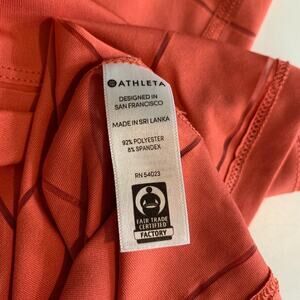 ATHLETA
DESIGNED IN
SAN FRANCISCO
MADE IN SRI LANKA
92% POLYESTER
8% SPANDEX
RN 54023
FAIR TRADE
CERTIFIED
FACTORY